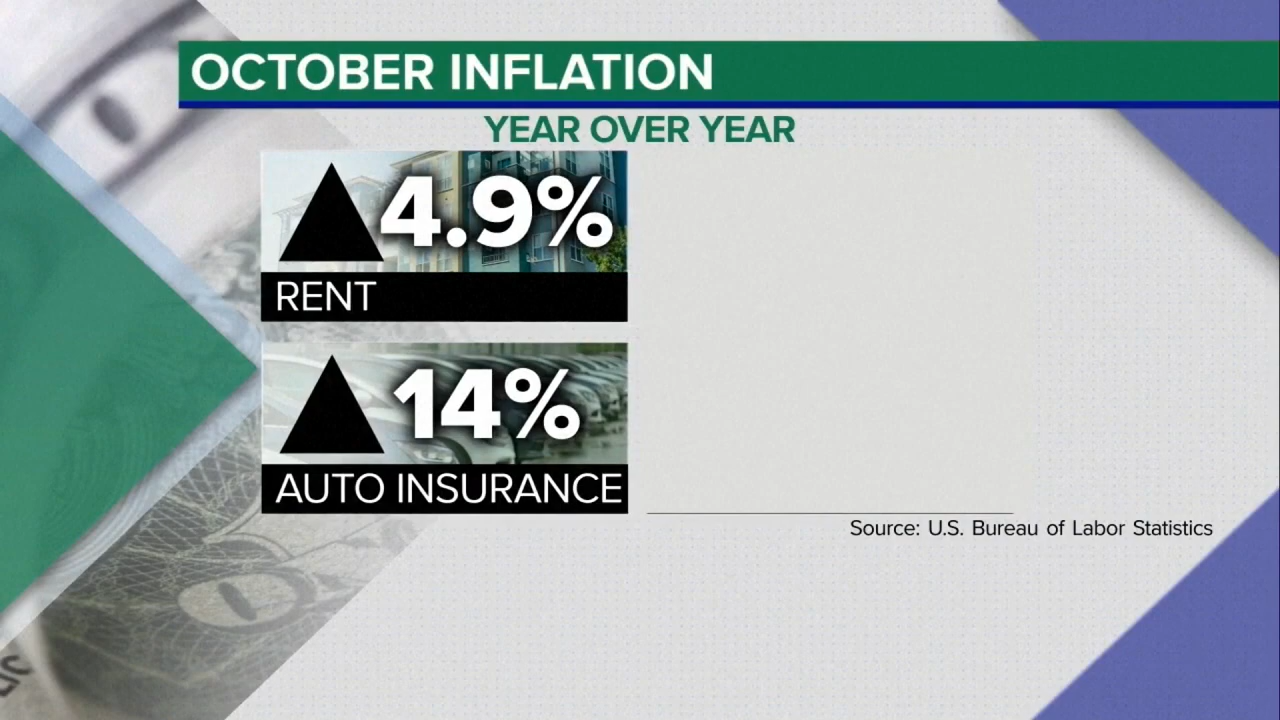 OCTOBER INFLATION
YEAR OVER YEAR
▲4.9%
RENT
▲14%
AUTO INSURANCE
Source: U.S. Bureau of Labor Statistics